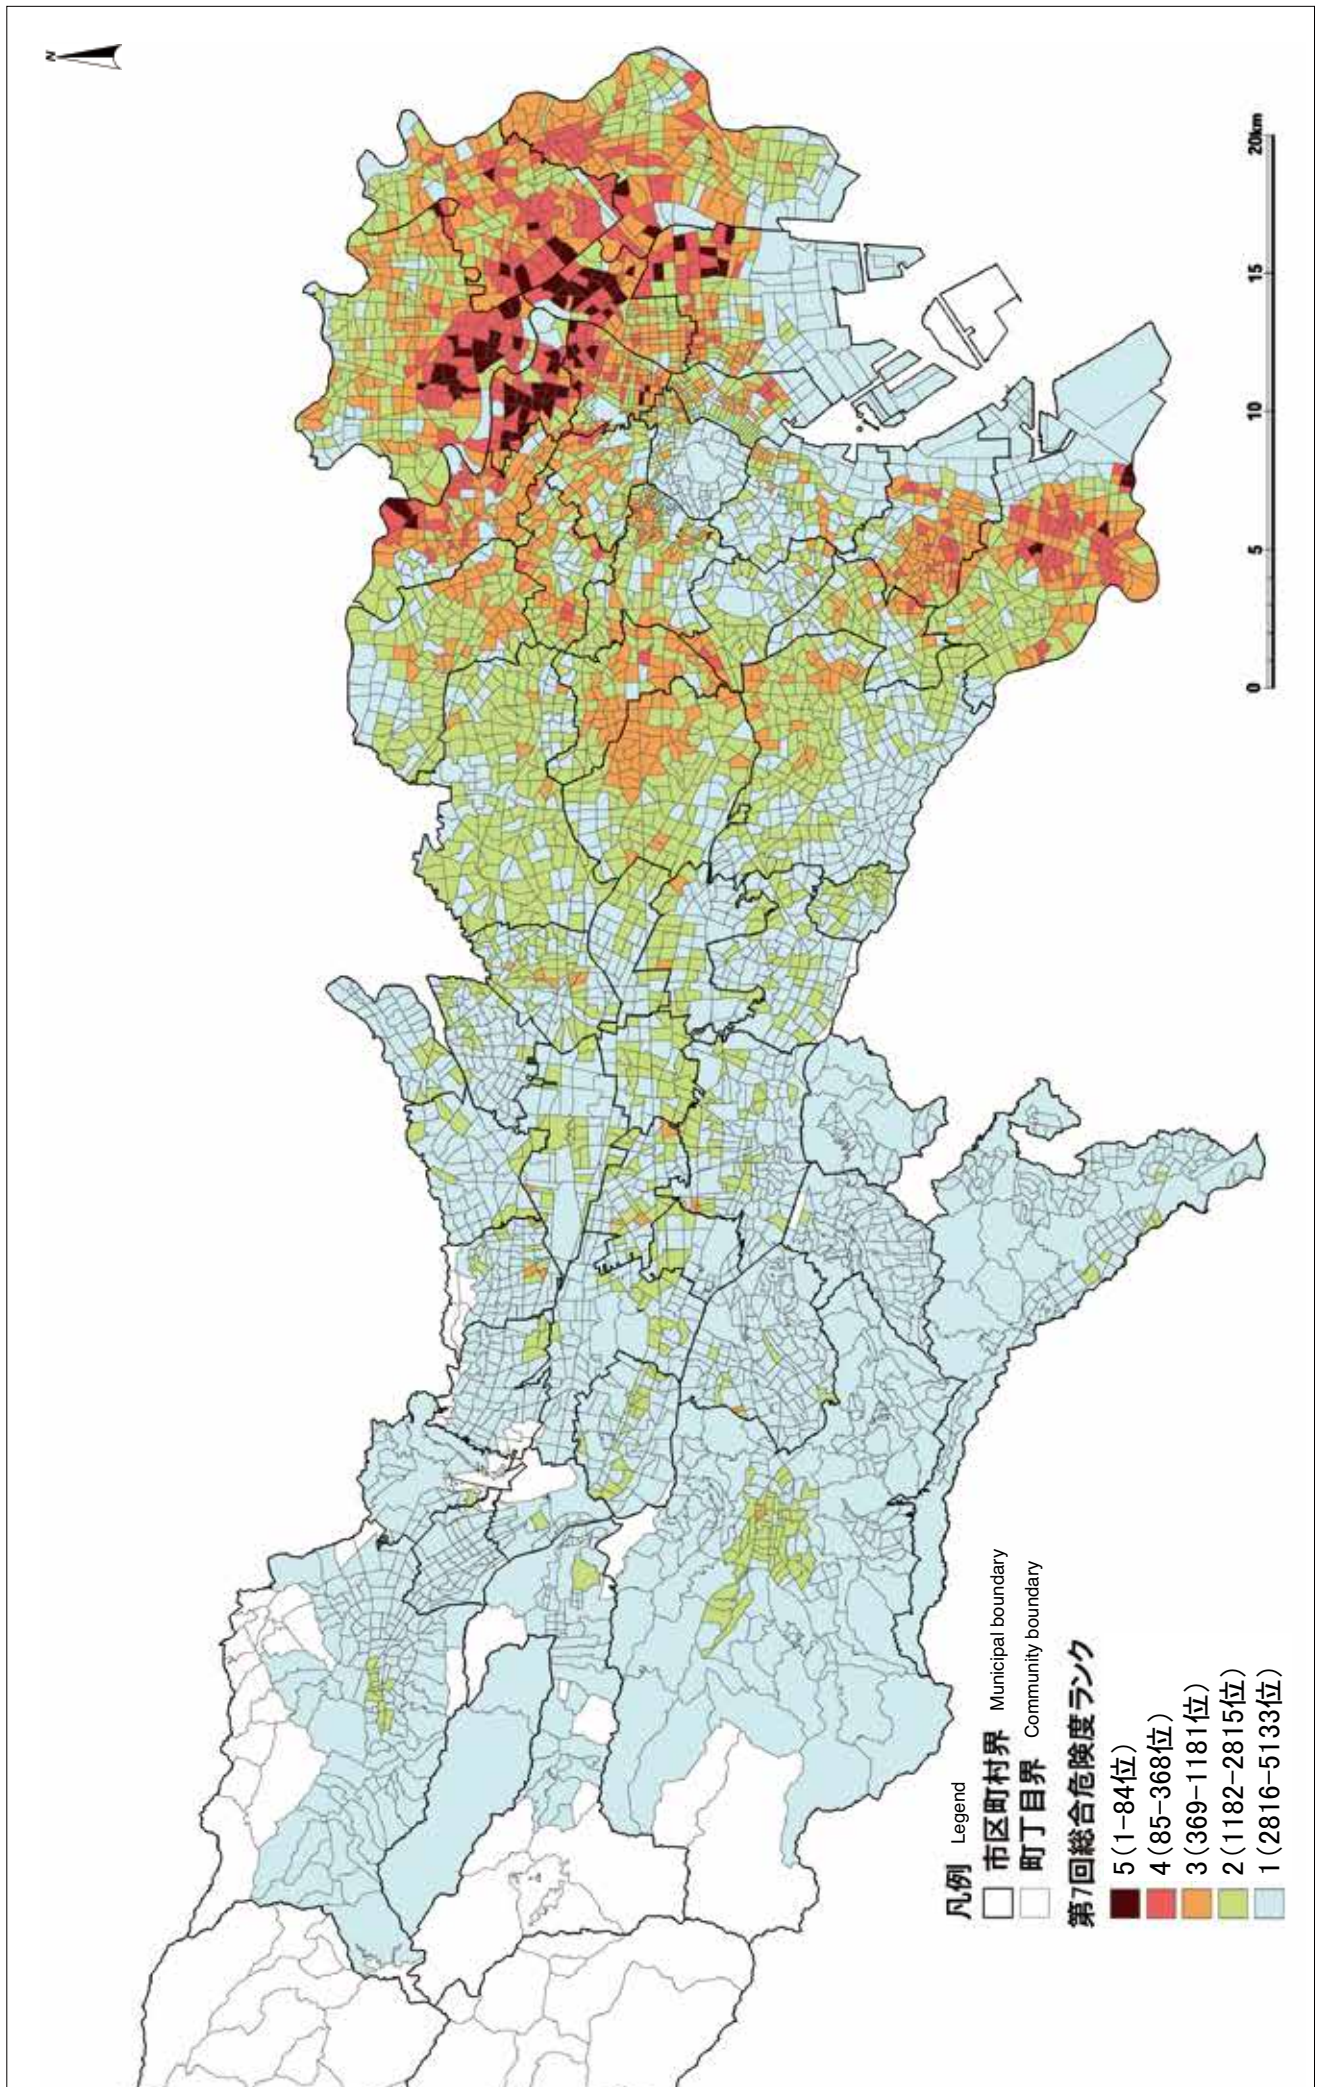 N
20km
15
10
5
0
凡例 Legend
市区町村界 Municipal boundary
町丁目界 Community boundary
第7回総合危険度ランク
5(1-84位)
4(85-368位)
3(369-1181位)
2(1182-2815位)
1(2816-5133位)